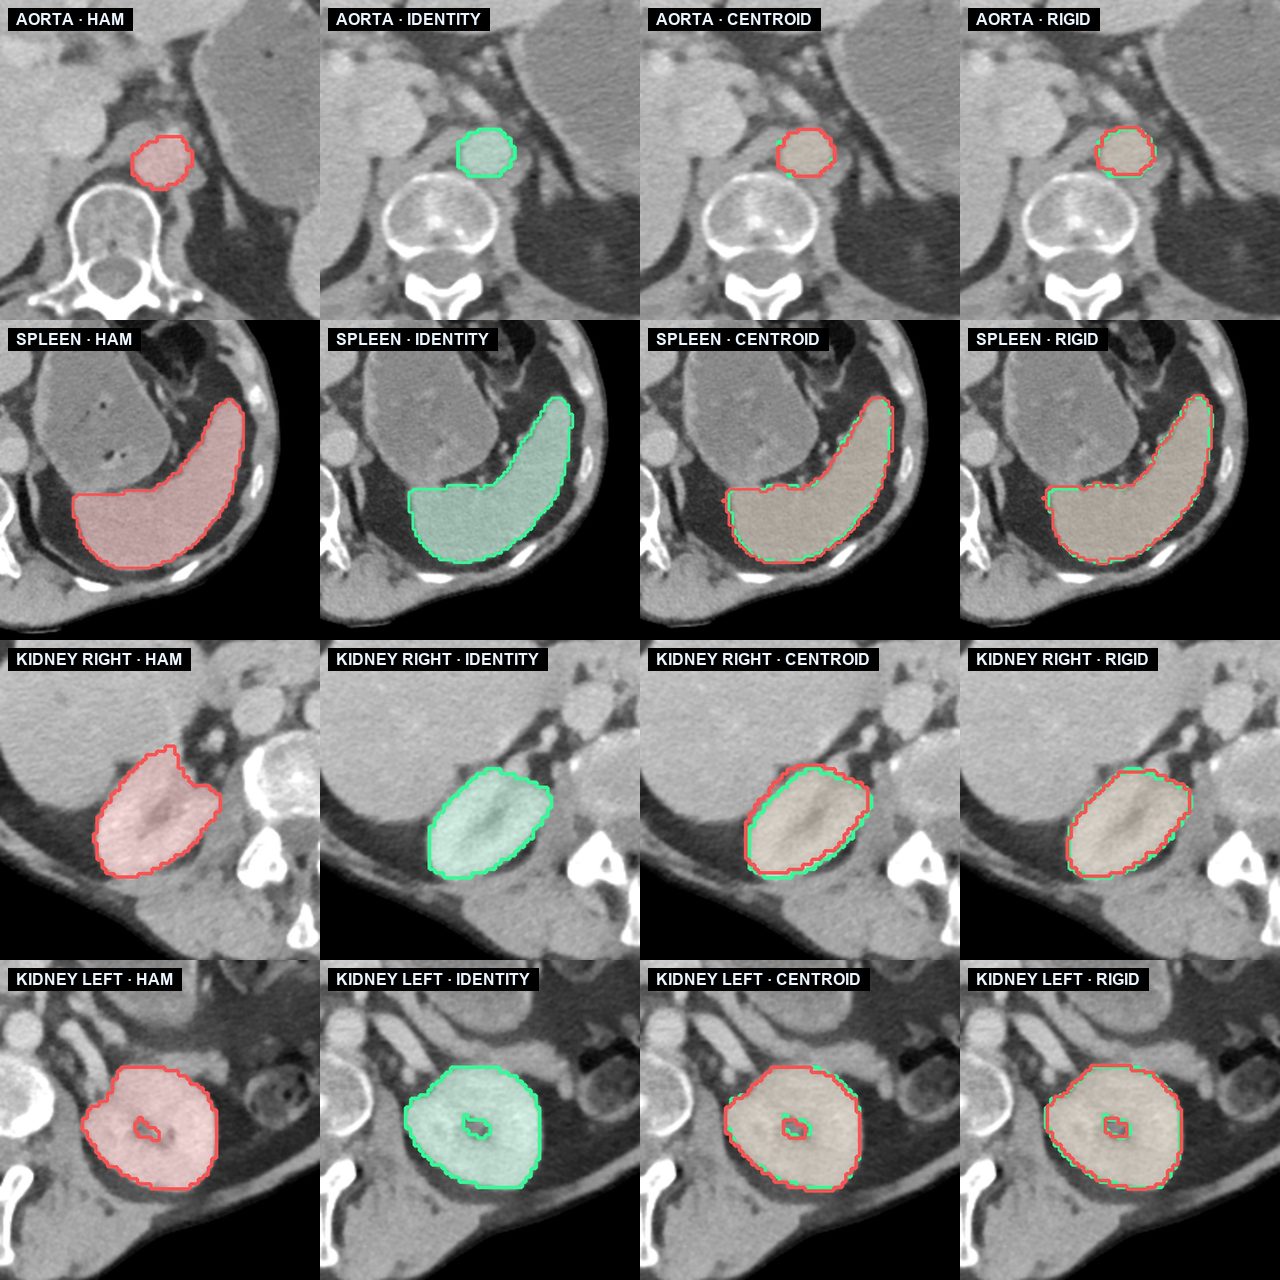 AORTA · HAM
AORTA · IDENTITY
AORTA · CENTROID
AORTA · RIGID
SPLEEN · HAM
SPLEEN · IDENTITY
SPLEEN · CENTROID
SPLEEN · RIGID
KIDNEY RIGHT · HAM
KIDNEY RIGHT · IDENTITY
KIDNEY RIGHT · CENTROID
KIDNEY RIGHT · RIGID
KIDNEY LEFT · HAM
KIDNEY LEFT · IDENTITY
KIDNEY LEFT · CENTROID
KIDNEY LEFT · RIGID